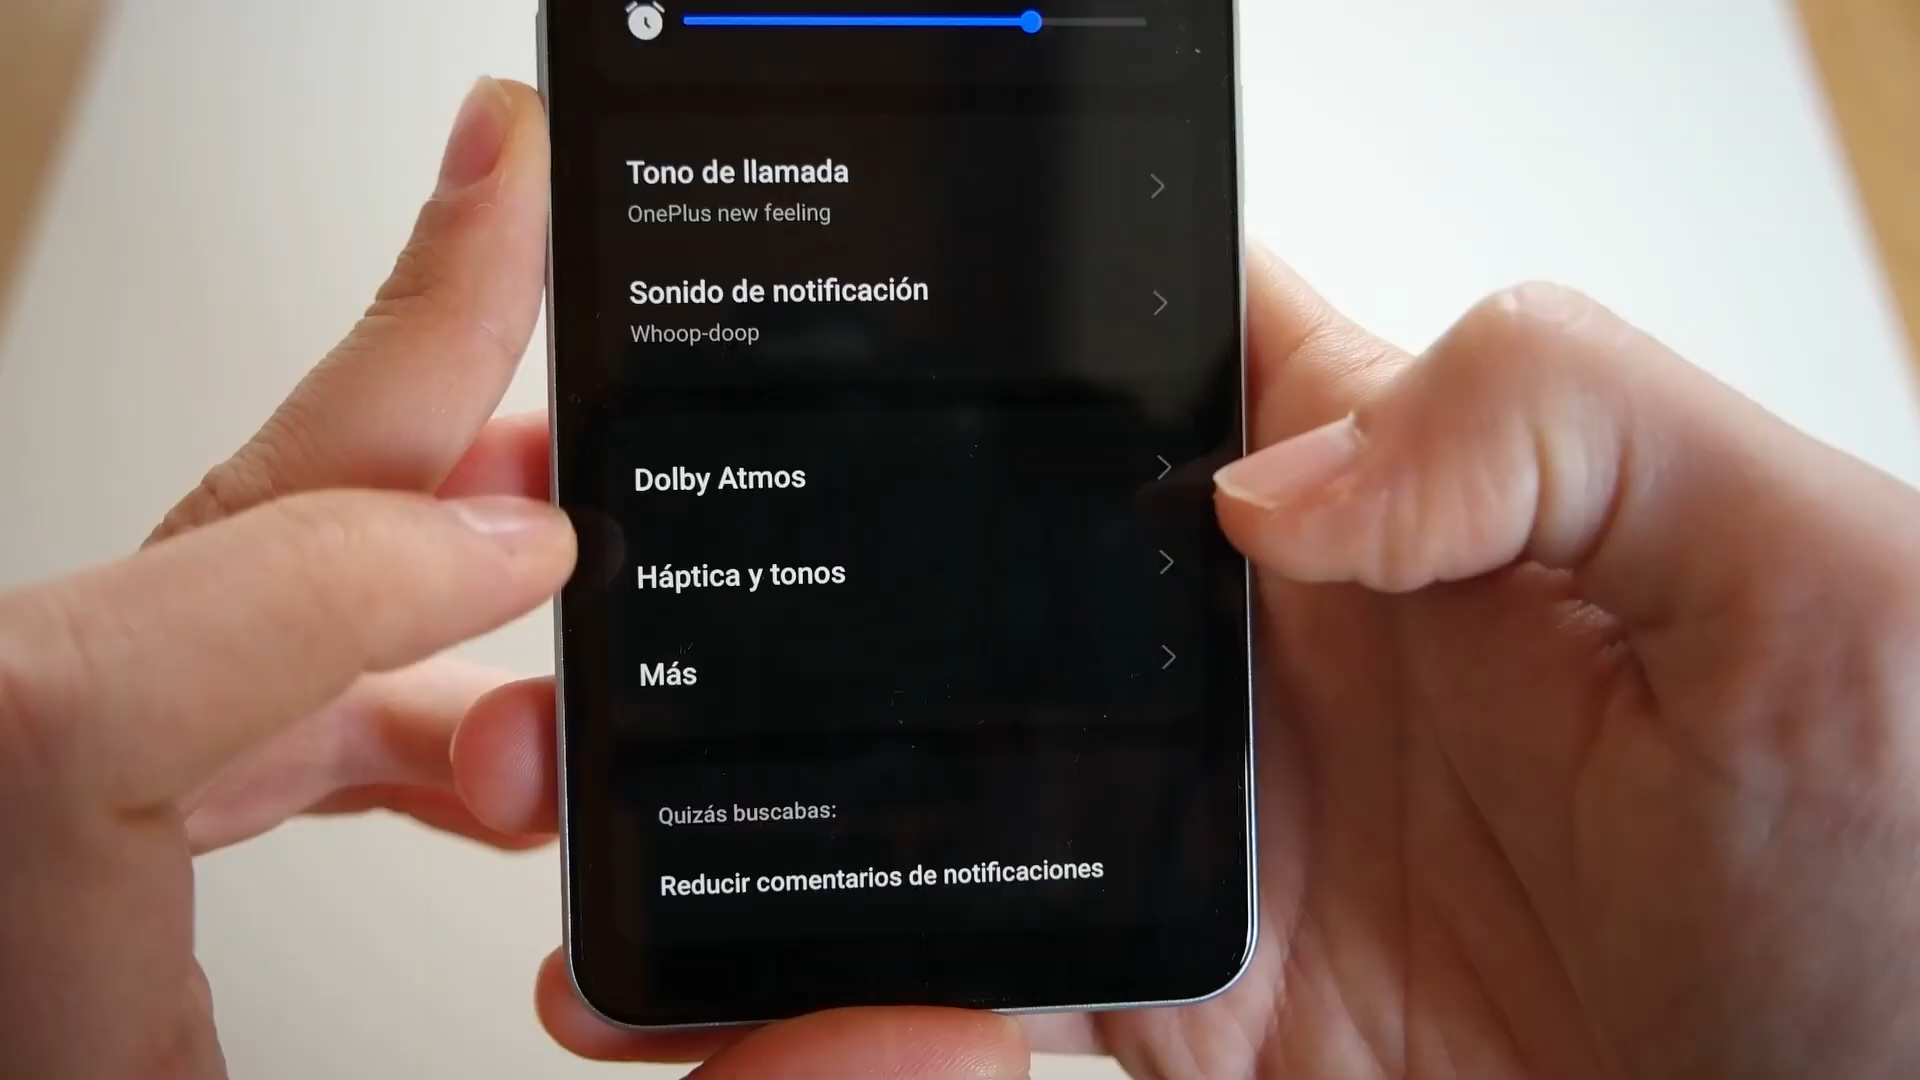 Tono de llamada
OnePlus new feeling
Sonido de notificación
Whoop-doop
Dolby Atmos
Háptica y tonos
Más
Quizás buscabas:
Reducir comentarios de notificaciones